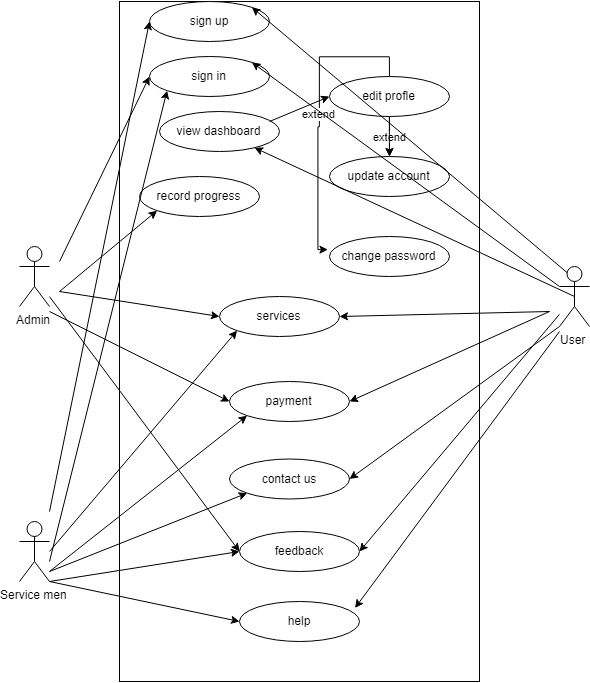 sign up
sign in
edit profle
extend
view dashboard
extend
update account
record progress
change password
Admin
services
User
payment
contact us
feedback
Service men
help